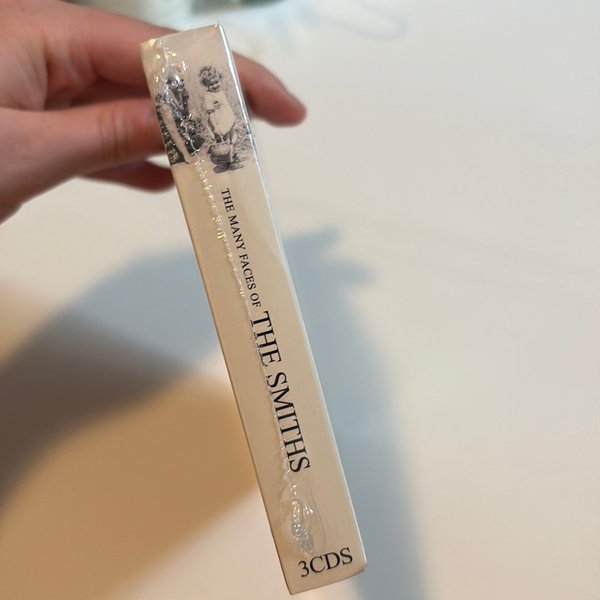 THE MANY FACES OF THE SMITHS
3CDS